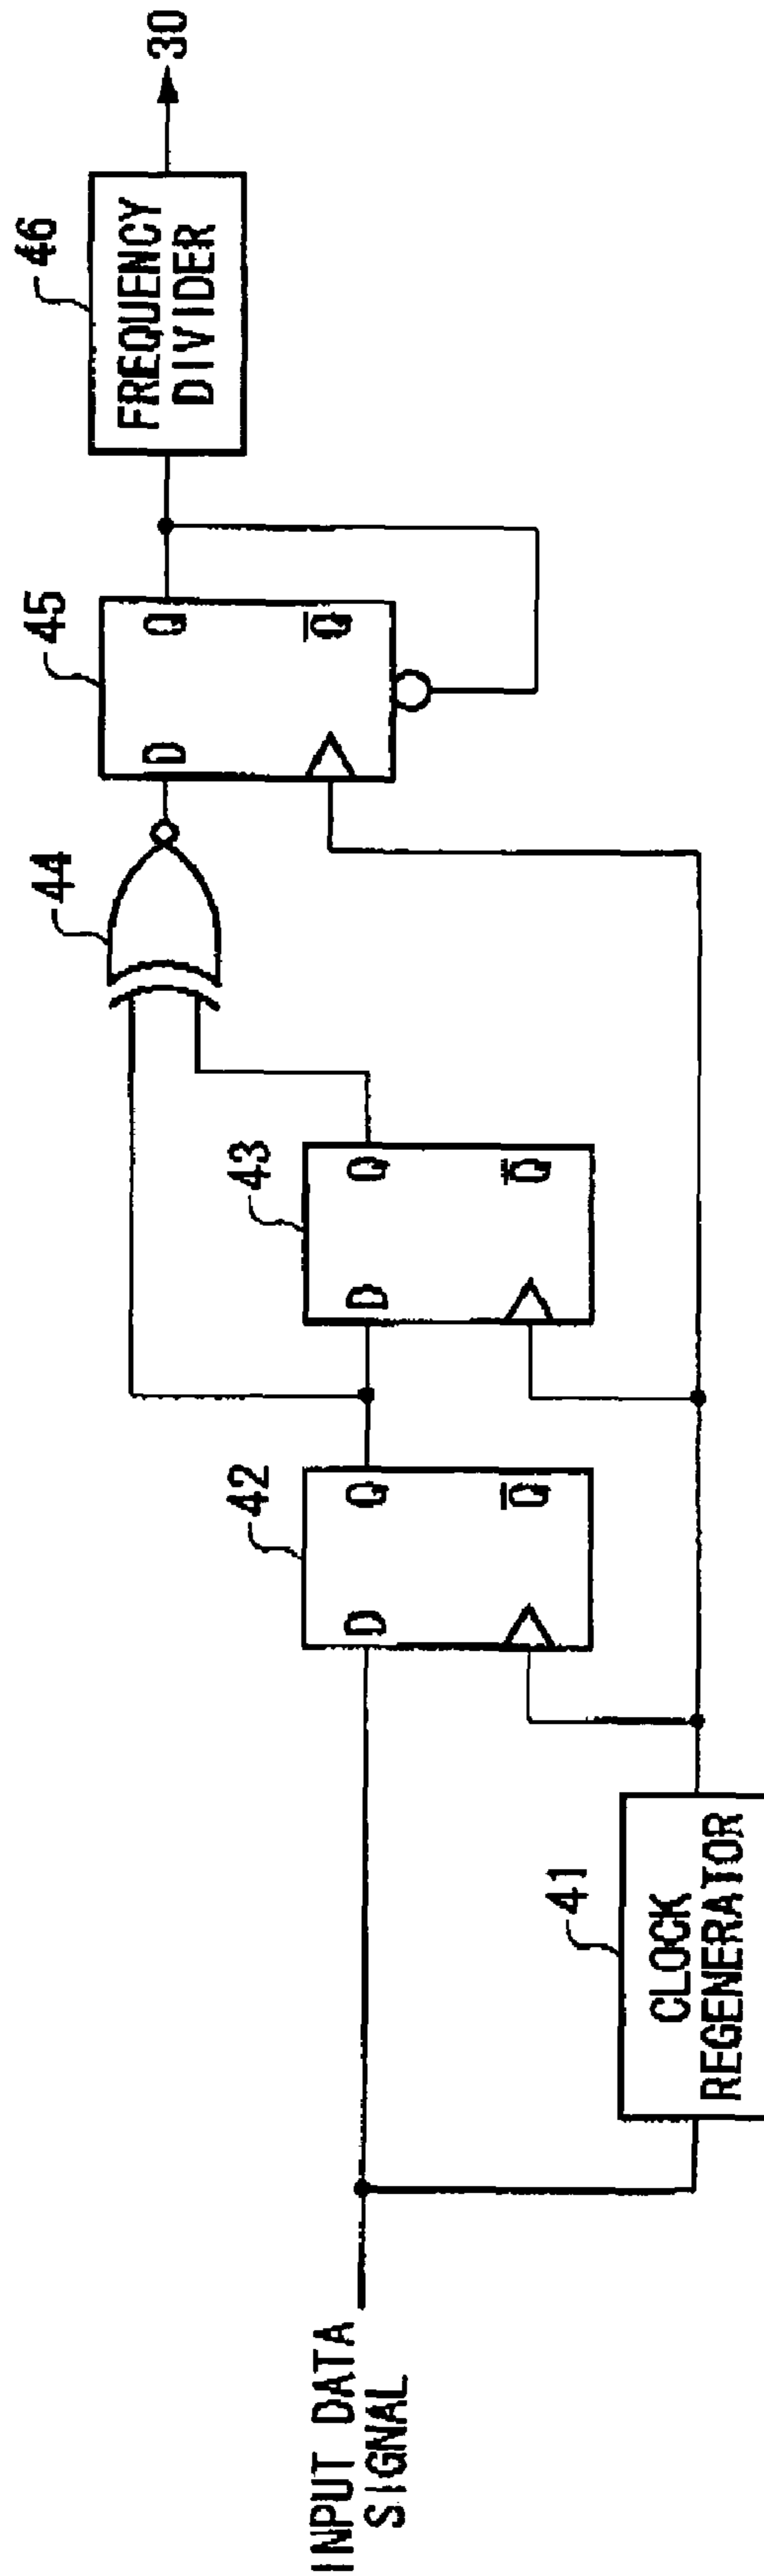 INPUT DATA
SIGNAL
41
CLOCK
REGENERATOR
42
D
Q
Q̅
43
D
Q
Q̅
44
45
D
Q
Q̅
46
FREQUENCY
DIVIDER
30